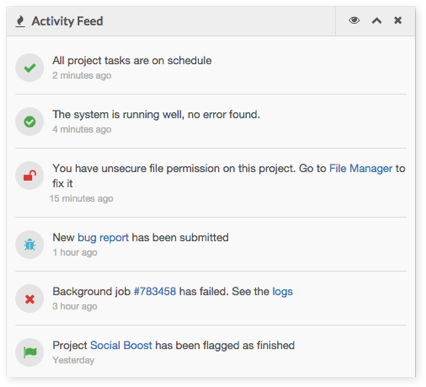 Activity Feed
All project tasks are on schedule
2 minutes ago
The system is running well, no error found.
4 minutes ago
You have unsecure file permission on this project. Go to File Manager to
fix it
15 minutes ago
New bug report has been submitted
1 hour ago
Background job #783458 has failed. See the logs
3 hour ago
Project Social Boost has been flagged as finished
Yesterday